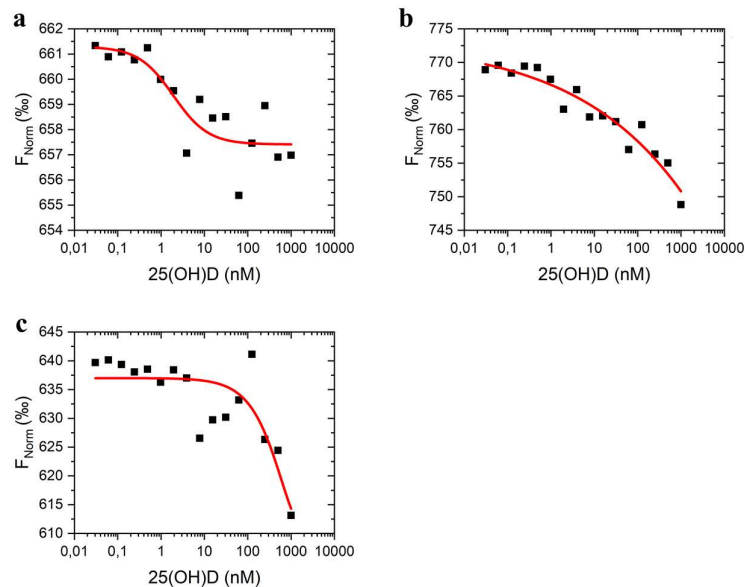 a
662
661
660
659
658
657
656
655
654
F_Norm (‰)
0,01 0,1 1 10 100 1000 10000
25(OH)D (nM)
b
775
770
765
760
755
750
745
F_Norm (‰)
0,01 0,1 1 10 100 1000 10000
25(OH)D (nM)
c
645
640
635
630
625
620
615
610
F_Norm (‰)
0,01 0,1 1 10 100 1000 10000
25(OH)D (nM)